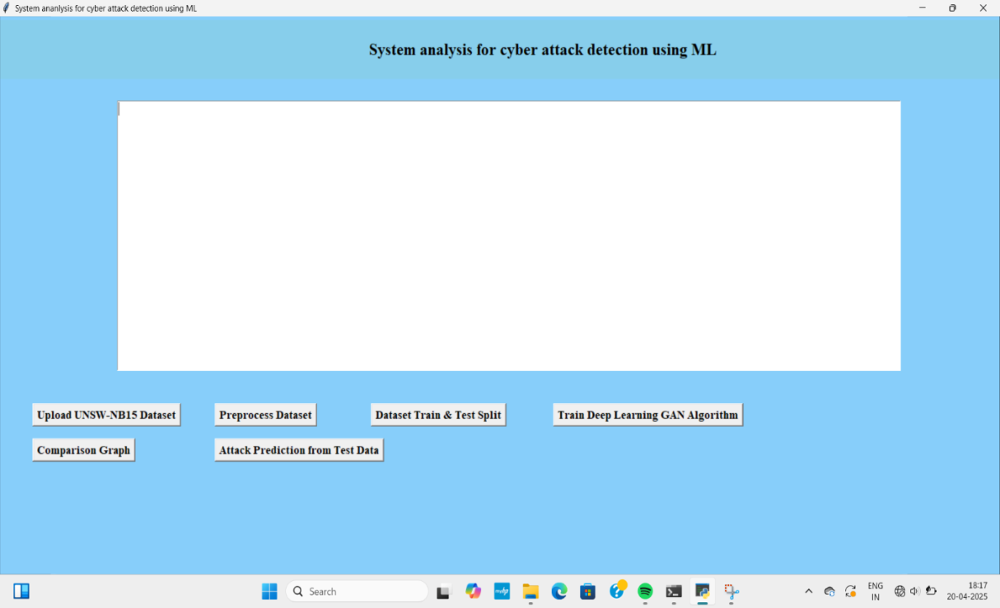 System ananlysis for cyber attack detection using ML
System analysis for cyber attack detection using ML
Upload UNSW-NB15 Dataset
Preprocess Dataset
Dataset Train & Test Split
Train Deep Learning GAN Algorithm
Comparison Graph
Attack Prediction from Test Data
Search
ENG
IN
18:17
20-04-2025